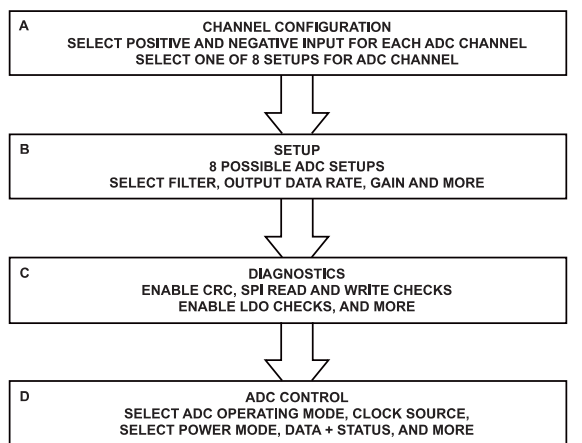 A
CHANNEL CONFIGURATION
SELECT POSITIVE AND NEGATIVE INPUT FOR EACH ADC CHANNEL
SELECT ONE OF 8 SETUPS FOR ADC CHANNEL
B
SETUP
8 POSSIBLE ADC SETUPS
SELECT FILTER, OUTPUT DATA RATE, GAIN AND MORE
C
DIAGNOSTICS
ENABLE CRC, SPI READ AND WRITE CHECKS
ENABLE LDO CHECKS, AND MORE
D
ADC CONTROL
SELECT ADC OPERATING MODE, CLOCK SOURCE,
SELECT POWER MODE, DATA + STATUS, AND MORE